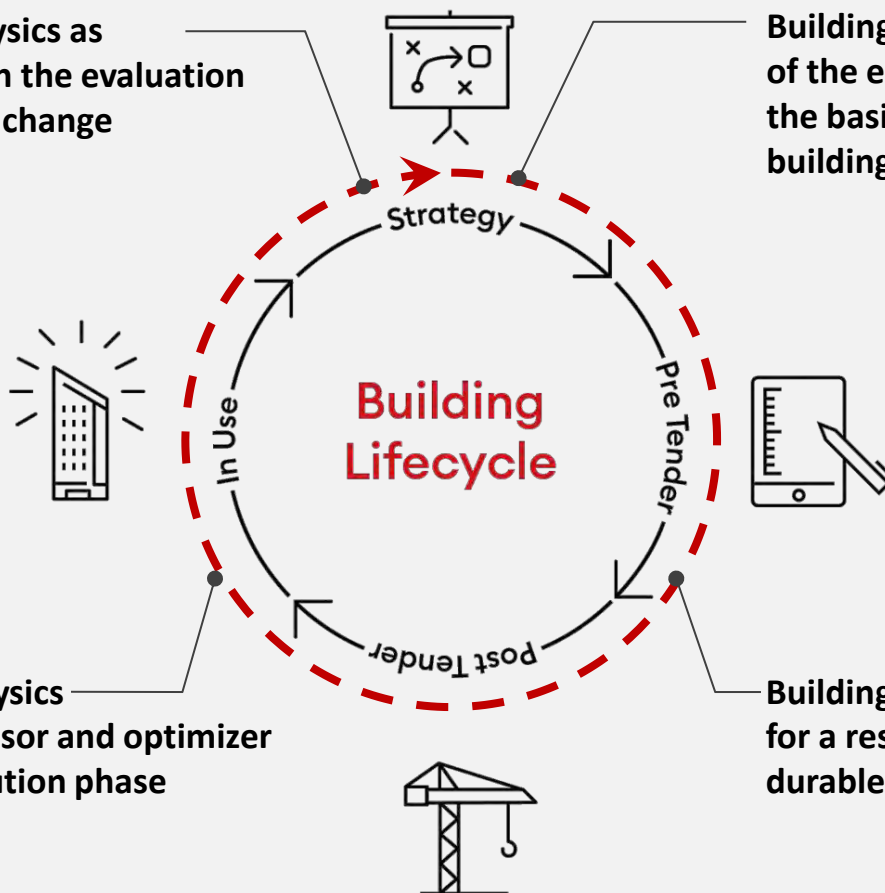 ysics as
n the evaluation
change
Building
of the e
the basi
building
Strategy
Pre Tender
Building
Lifecycle
In Use
Post Tender
ysics
sor and optimizer
ution phase
Building
for a res
durable